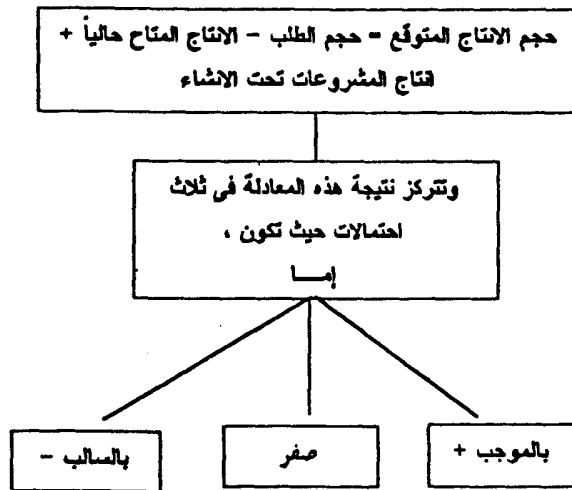 حجم الانتاج المتوقع = حجم الطلب – الانتاج المتاح حالياً +
انتاج المشروعات تحت الانشاء
وتتركز نتيجة هذه المعادلة فى ثلاث
احتمالات حيث تكون ،
إمـــا
بالموجب +
صفر
بالسالب –